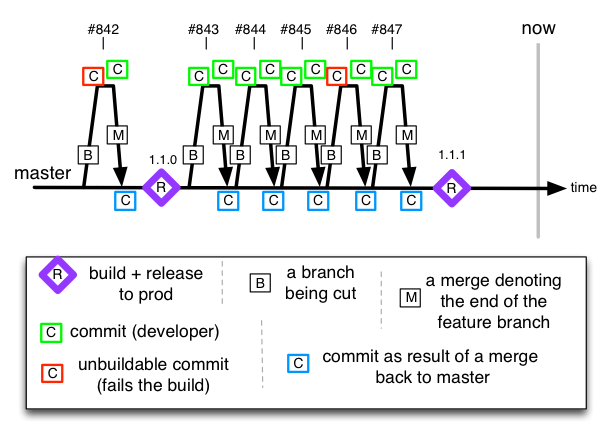 #842 #843 #844 #845 #846 #847
now
C C C C C C C C C C C C
M M M M M M
B B B B B B
1.1.0 1.1.1
master R R time
C C C C C C
R build + release
to prod
B a branch
being cut
M a merge denoting
the end of the
feature branch
C commit (developer)
C unbuildable commit
(fails the build)
C commit as result of a merge
back to master